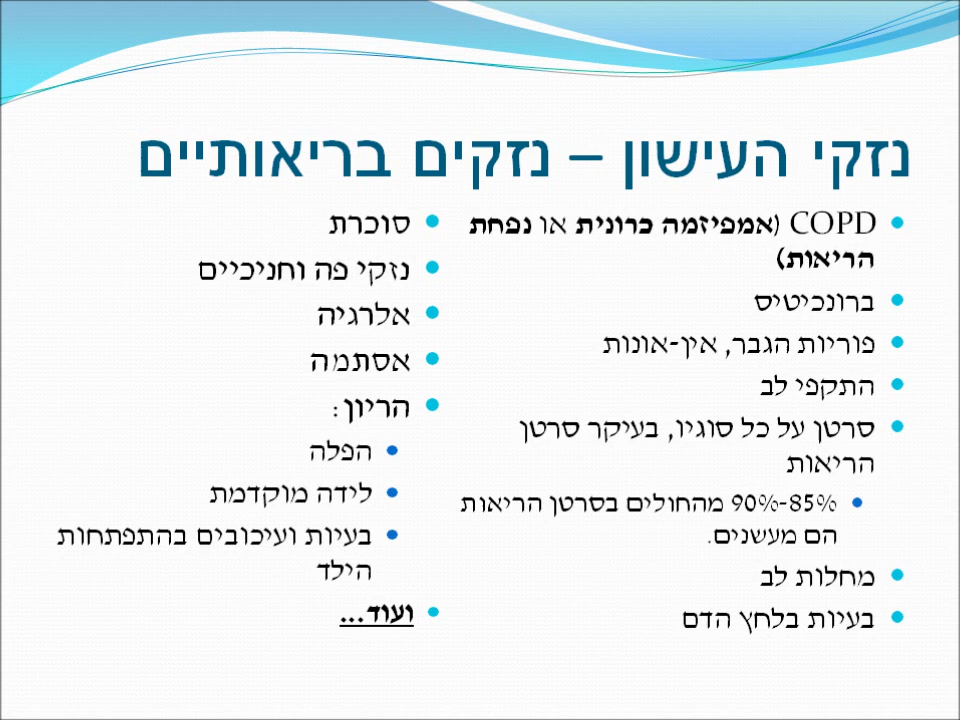 נזקי העישון – נזקים בריאותיים
COPD (אמפיזמה כרונית או נפחת
הריאות)
ברונכיטיס
פוריות הגבר, אין-אונות
התקפי לב
סרטן על כל סוגיו, בעיקר סרטן
הריאות
85%-90% מהחולים בסרטן הריאות
הם מעשנים.
מחלות לב
בעיות בלחץ הדם
סוכרת
נזקי פה וחניכיים
אלרגיה
אסתמה
הריון:
הפלה
לידה מוקדמת
בעיות ועיכובים בהתפתחות
הילד
ועוד...